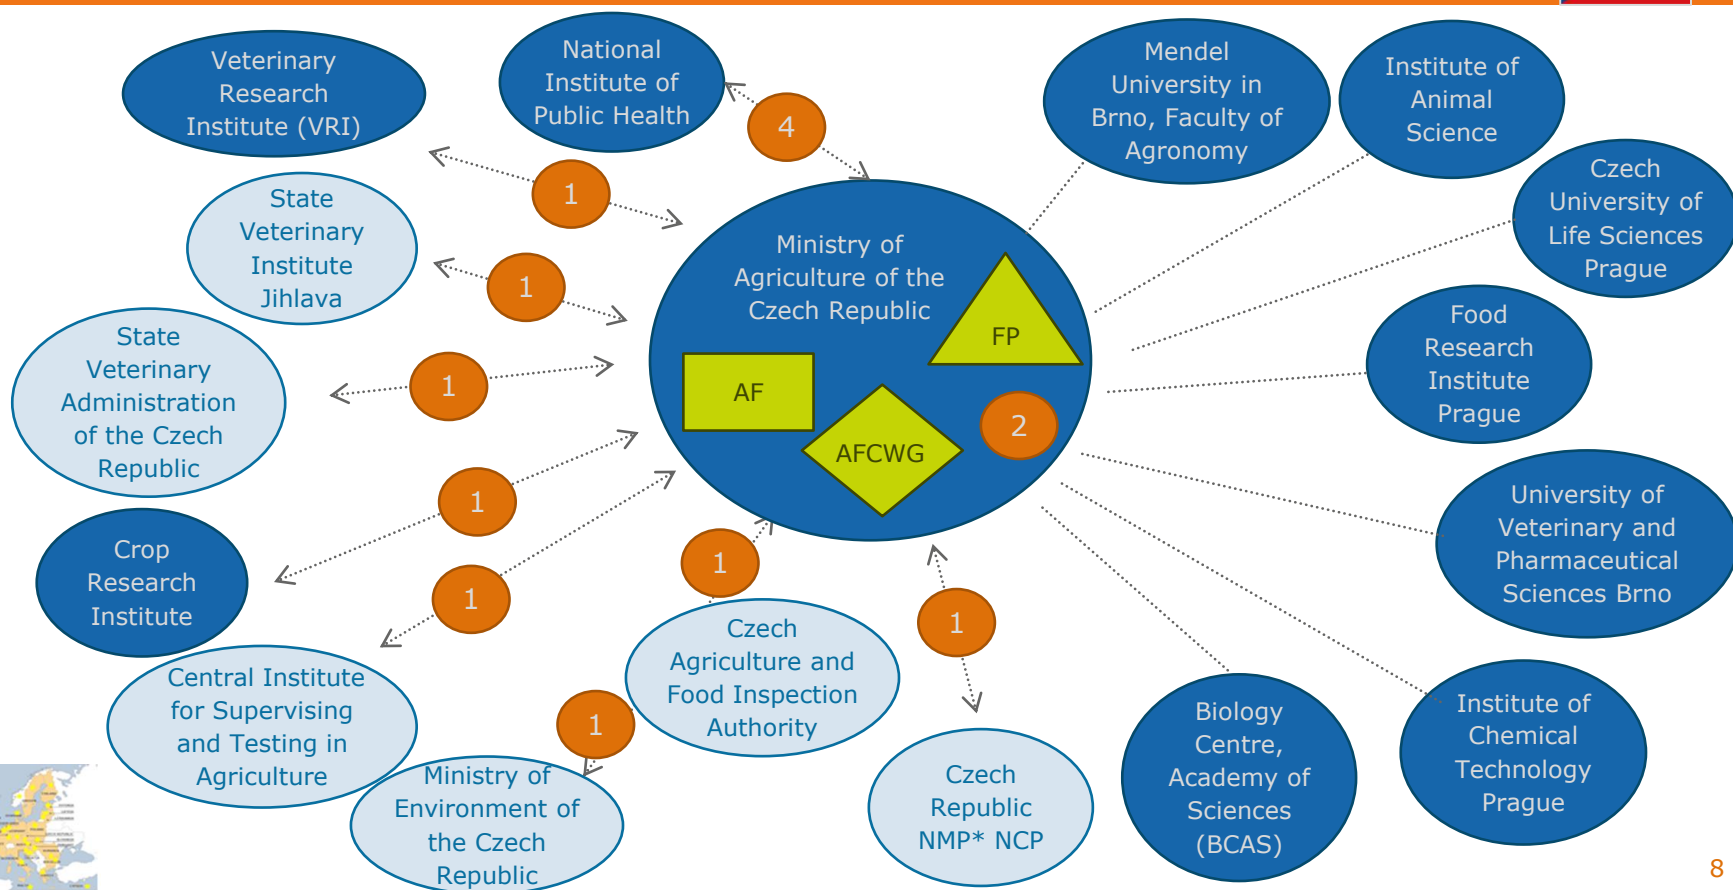 Veterinary
Research
Institute (VRI)
National
Institute of
Public Health
4
Mendel
University in
Brno, Faculty of
Agronomy
Institute of
Animal
Science
1
State
Veterinary
Institute
Jihlava
1
Czech
University of
Life Sciences
Prague
Ministry of
Agriculture of the
Czech Republic
FP
AF
AFCWG
2
State
Veterinary
Administration
of the Czech
Republic
1
Food
Research
Institute
Prague
Crop
Research
Institute
1
University of
Veterinary and
Pharmaceutical
Sciences Brno
Central Institute
for Supervising
and Testing in
Agriculture
1
Czech
Agriculture and
Food Inspection
Authority
1
Ministry of
Environment of
the Czech
Republic
1
Czech
Republic
NMP* NCP
1
Biology
Centre,
Academy of
Sciences
(BCAS)
Institute of
Chemical
Technology
Prague
8